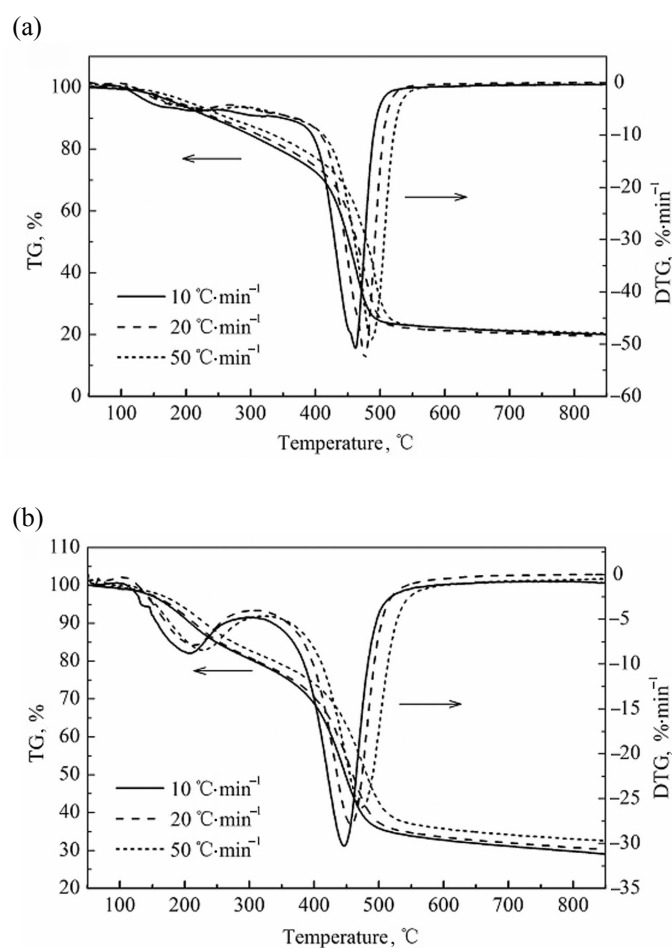 (a)
100
80
60
40
20
0
TG, %
0
–10
–20
–30
–40
–50
–60
DTG, %·min⁻¹
10 ℃·min⁻¹
20 ℃·min⁻¹
50 ℃·min⁻¹
100 200 300 400 500 600 700 800
Temperature, ℃
(b)
110
100
90
80
70
60
50
40
30
20
TG, %
0
–5
–10
–15
–20
–25
–30
–35
DTG, %·min⁻¹
10 ℃·min⁻¹
20 ℃·min⁻¹
50 ℃·min⁻¹
100 200 300 400 500 600 700 800
Temperature, ℃